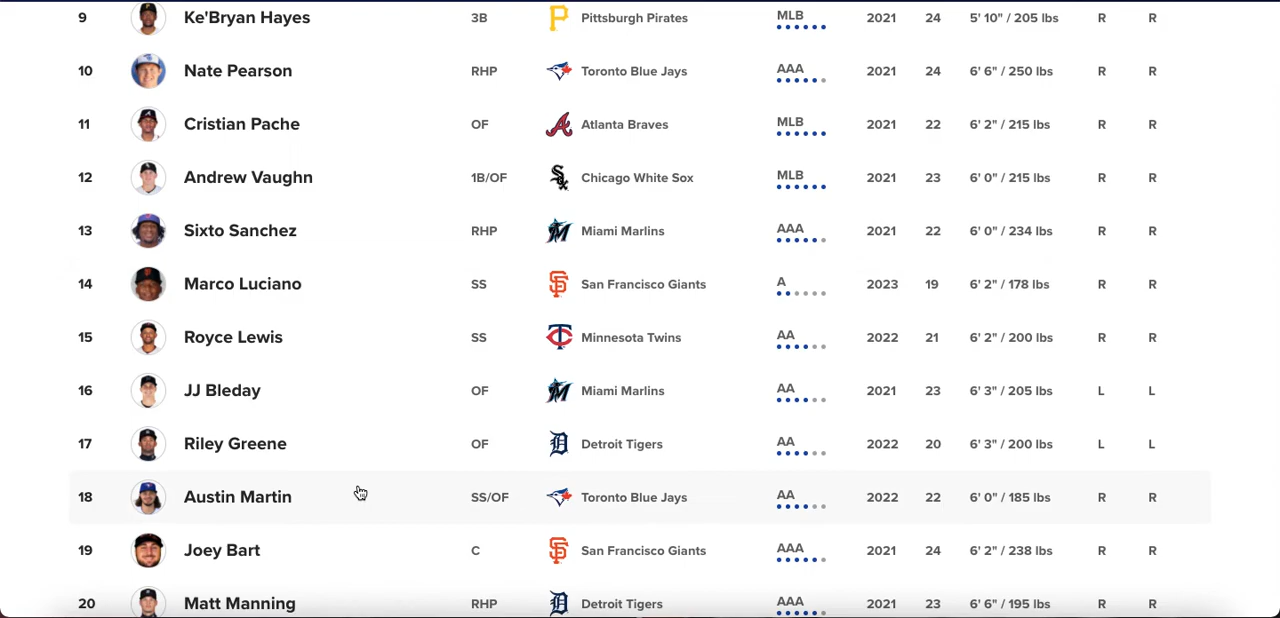 9 Ke'Bryan Hayes 3B Pittsburgh Pirates MLB 2021 24 5' 10" / 205 lbs R R
10 Nate Pearson RHP Toronto Blue Jays AAA 2021 24 6' 6" / 250 lbs R R
11 Cristian Pache OF Atlanta Braves MLB 2021 22 6' 2" / 215 lbs R R
12 Andrew Vaughn 1B/OF Chicago White Sox MLB 2021 23 6' 0" / 215 lbs R R
13 Sixto Sanchez RHP Miami Marlins AAA 2021 22 6' 0" / 234 lbs R R
14 Marco Luciano SS San Francisco Giants A 2023 19 6' 2" / 178 lbs R R
15 Royce Lewis SS Minnesota Twins AA 2022 21 6' 2" / 200 lbs R R
16 JJ Bleday OF Miami Marlins AA 2021 23 6' 3" / 205 lbs L L
17 Riley Greene OF Detroit Tigers AA 2022 20 6' 3" / 200 lbs L L
18 Austin Martin SS/OF Toronto Blue Jays AA 2022 22 6' 0" / 185 lbs R R
19 Joey Bart C San Francisco Giants AAA 2021 24 6' 2" / 238 lbs R R
20 Matt Manning RHP Detroit Tigers AAA 2021 23 6' 6" / 195 lbs R R